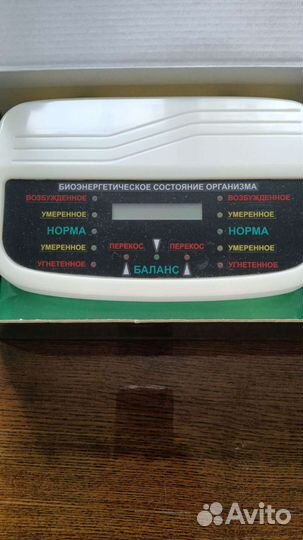 БИОЭНЕРГЕТИЧЕСКОЕ СОСТОЯНИЕ ОРГАНИЗМА
ВОЗБУЖДЕННОЕ ВОЗБУЖДЕННОЕ
УМЕРЕННОЕ УМЕРЕННОЕ
НОРМА НОРМА
УМЕРЕННОЕ ПЕРЕКОС ПЕРЕКОС УМЕРЕННОЕ
УГНЕТЕННОЕ БАЛАНС УГНЕТЕННОЕ
Avito